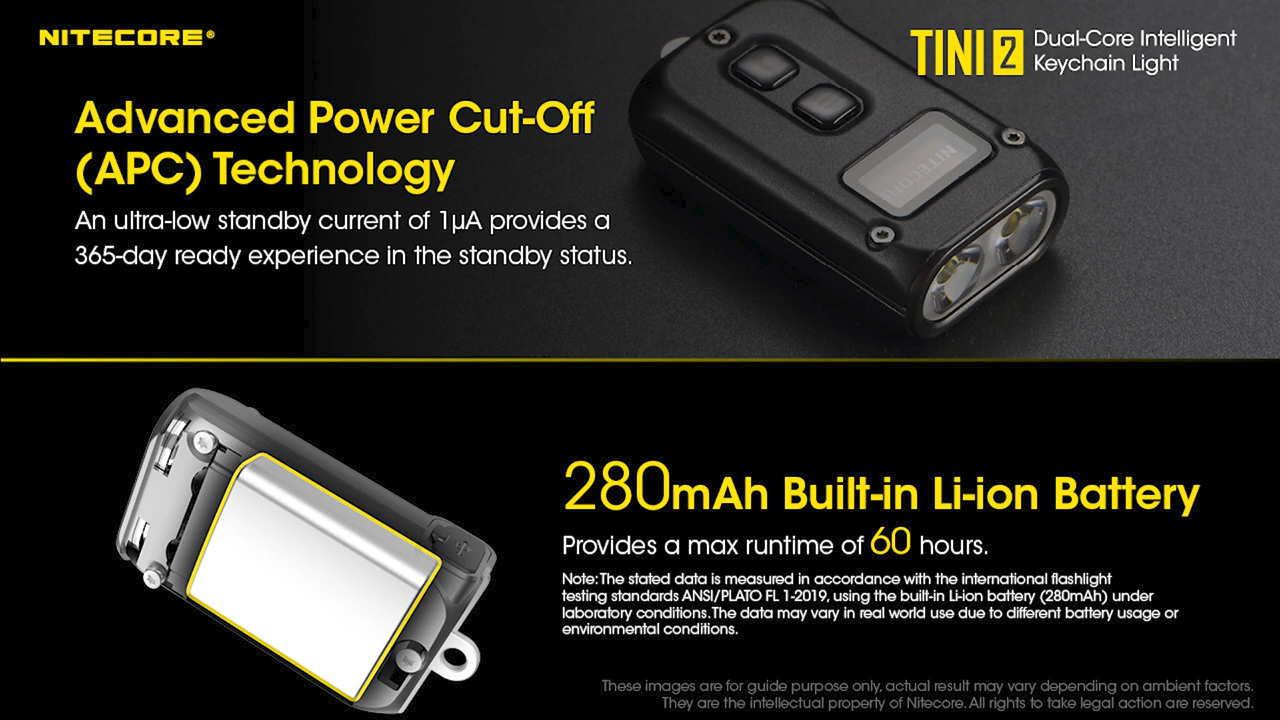 NITECORE®
TINI 2 Dual-Core Intelligent
Keychain Light
Advanced Power Cut-Off
(APC) Technology
An ultra-low standby current of 1μA provides a
365-day ready experience in the standby status.
NITECORE
280mAh Built-in Li-ion Battery
Provides a max runtime of 60 hours.
Note:The stated data is measured in accordance with the international flashlight
testing standards ANSI/PLATO FL 1-2019, using the built-in Li-ion battery (280mAh) under
laboratory conditions.The data may vary in real world use due to different battery usage or
environmental conditions.
These images are for guide purpose only, actual result may vary depending on ambient factors.
They are the intellectual property of Nitecore. All rights to take legal action are reserved.